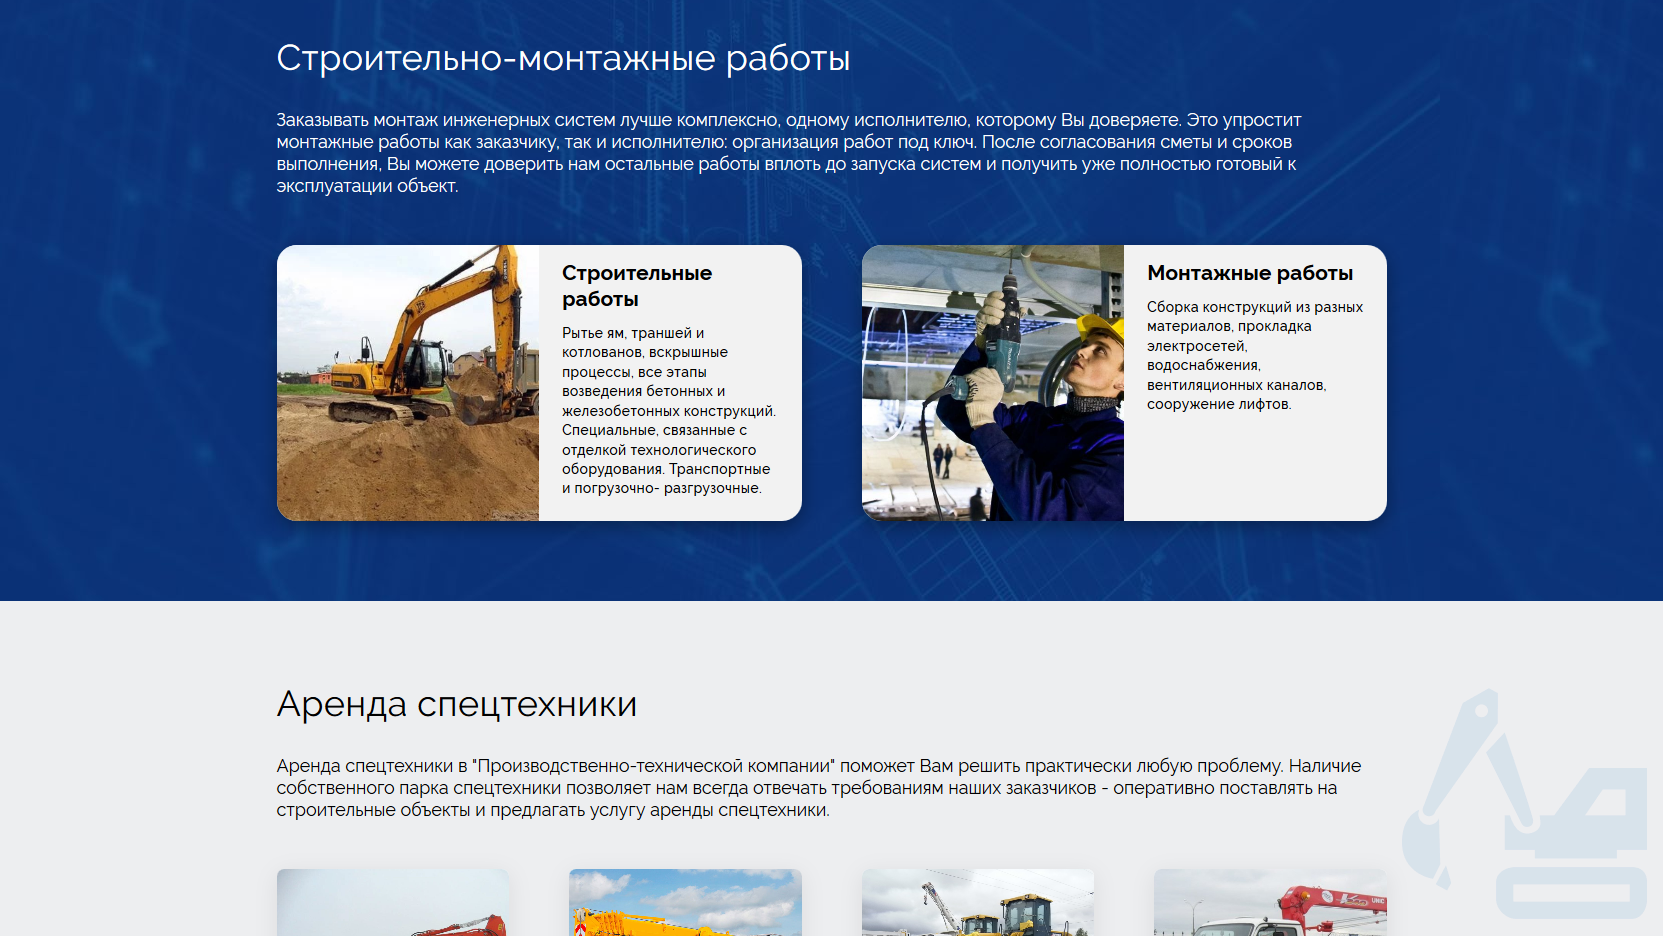 Строительно-монтажные работы
Заказывать монтаж инженерных систем лучше комплексно, одному исполнителю, которому Вы доверяете. Это упростит
монтажные работы как заказчику, так и исполнителю: организация работ под ключ. После согласования сметы и сроков
выполнения, Вы можете доверить нам остальные работы вплоть до запуска систем и получить уже полностью готовый к
эксплуатации объект.
Строительные
работы
Рытье ям, траншей и
котлованов, вскрышные
процессы, все этапы
возведения бетонных и
железобетонных конструкций.
Специальные, связанные с
отделкой технологического
оборудования. Транспортные
и погрузочно- разгрузочные.
Монтажные работы
Сборка конструкций из разных
материалов, прокладка
электросетей,
водоснабжения,
вентиляционных каналов,
сооружение лифтов.
Аренда спецтехники
Аренда спецтехники в "Производственно-технической компании" поможет Вам решить практически любую проблему. Наличие
собственного парка спецтехники позволяет нам всегда отвечать требованиям наших заказчиков - оперативно поставлять на
строительные объекты и предлагать услугу аренды спецтехники.